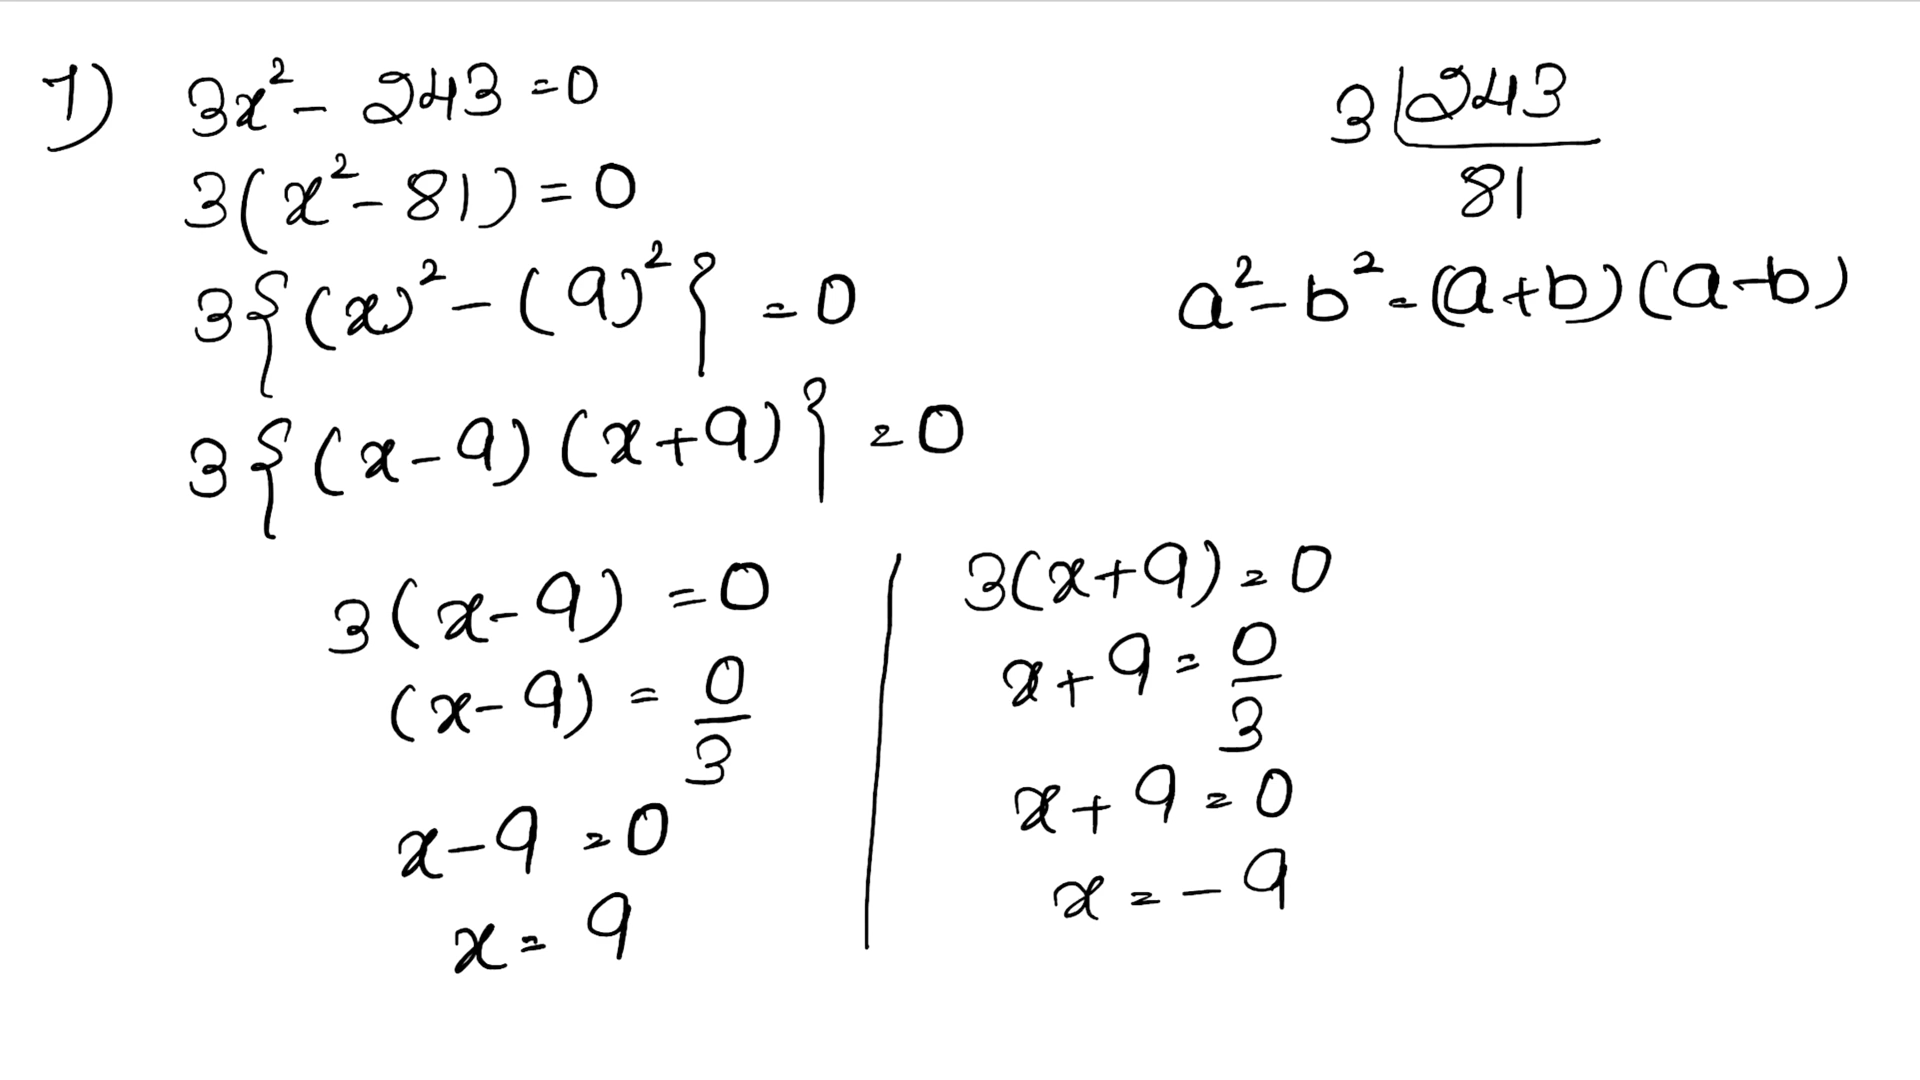 1) 3x² - 243 = 0
3(x² - 81) = 0
3{(x)² - (9)²} = 0
3{(x-9)(x+9)} = 0
3(x-9) = 0
(x-9) = 0/3
x-9 = 0
x = 9
3(x+9) = 0
x+9 = 0/3
x+9 = 0
x = -9
3 243
81
a² - b² = (a+b)(a-b)